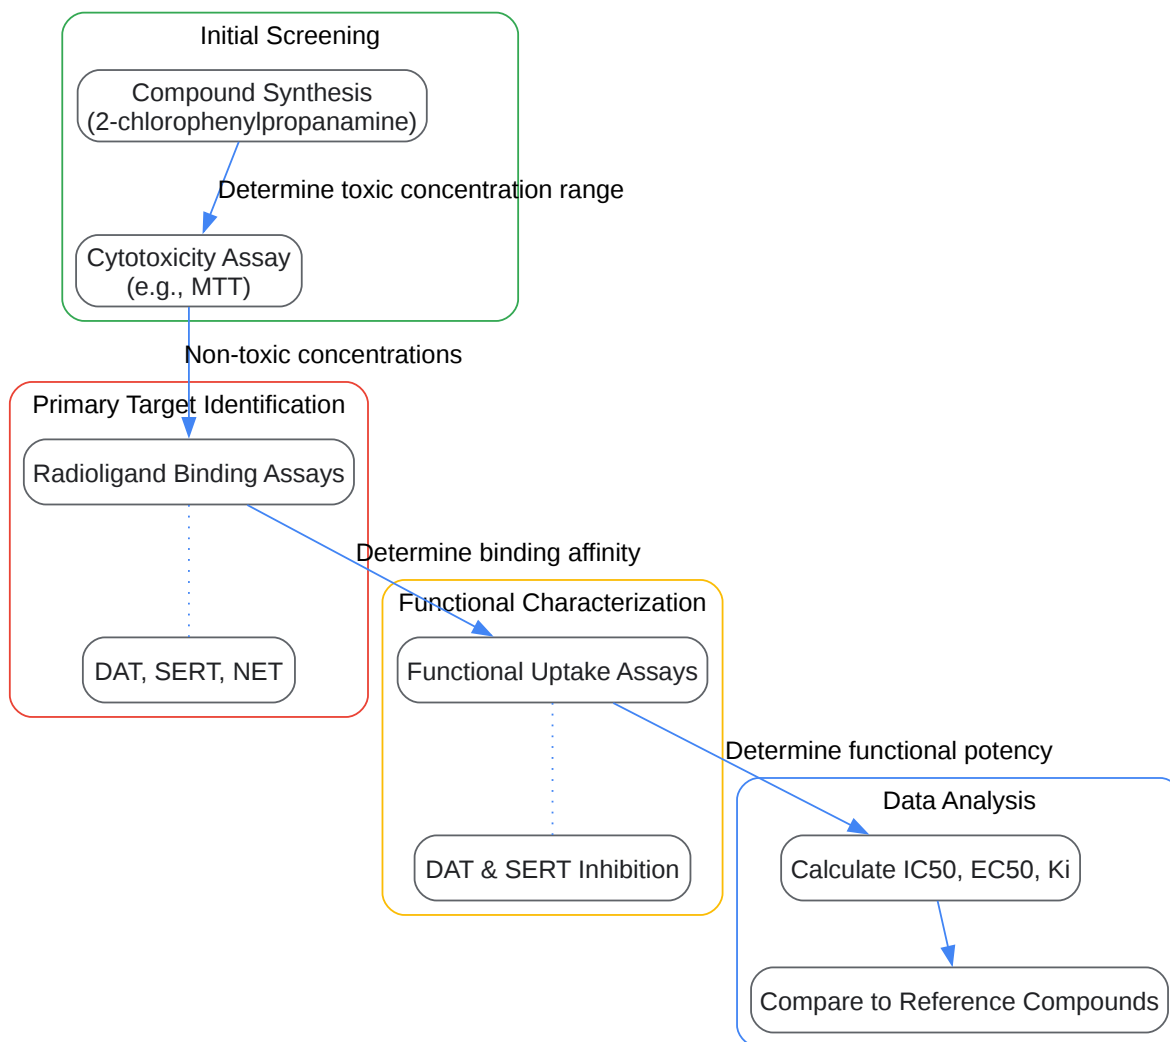 Initial Screening
Compound Synthesis
(2-chlorophenylpropanamine)
Determine toxic concentration range
Cytotoxicity Assay
(e.g., MTT)
Non-toxic concentrations
Primary Target Identification
Radioligand Binding Assays
Determine binding affinity
Functional Characterization
DAT, SERT, NET
Functional Uptake Assays
Determine functional potency
Data Analysis
DAT & SERT Inhibition
Calculate IC50, EC50, Ki
Compare to Reference Compounds